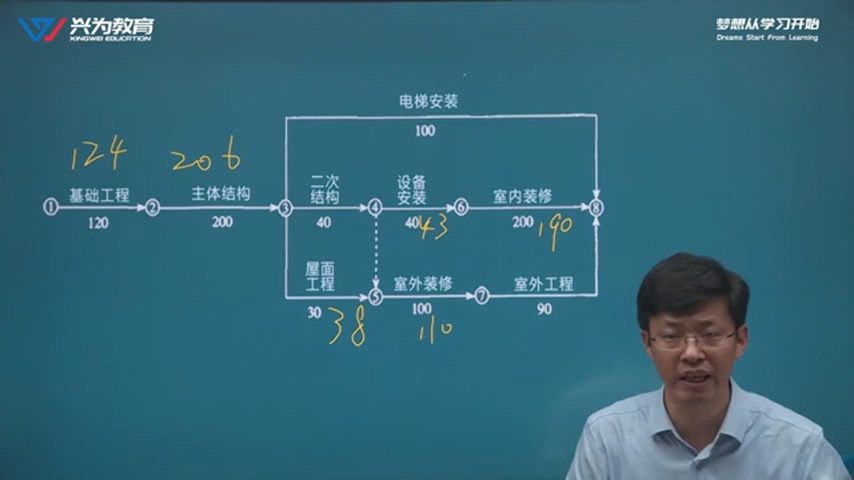 兴为教育
XINGWEI EDUCATION
梦想从学习开始
Dreams Start From Learning
电梯安装
100
124
206
基础工程
120
主体结构
200
二次
结构
40
设备
安装
40
43
室内装修
200
190
①
②
③
④
⑥
⑧
屋面
工程
30
38
室外装修
100
110
室外工程
90
⑤
⑦